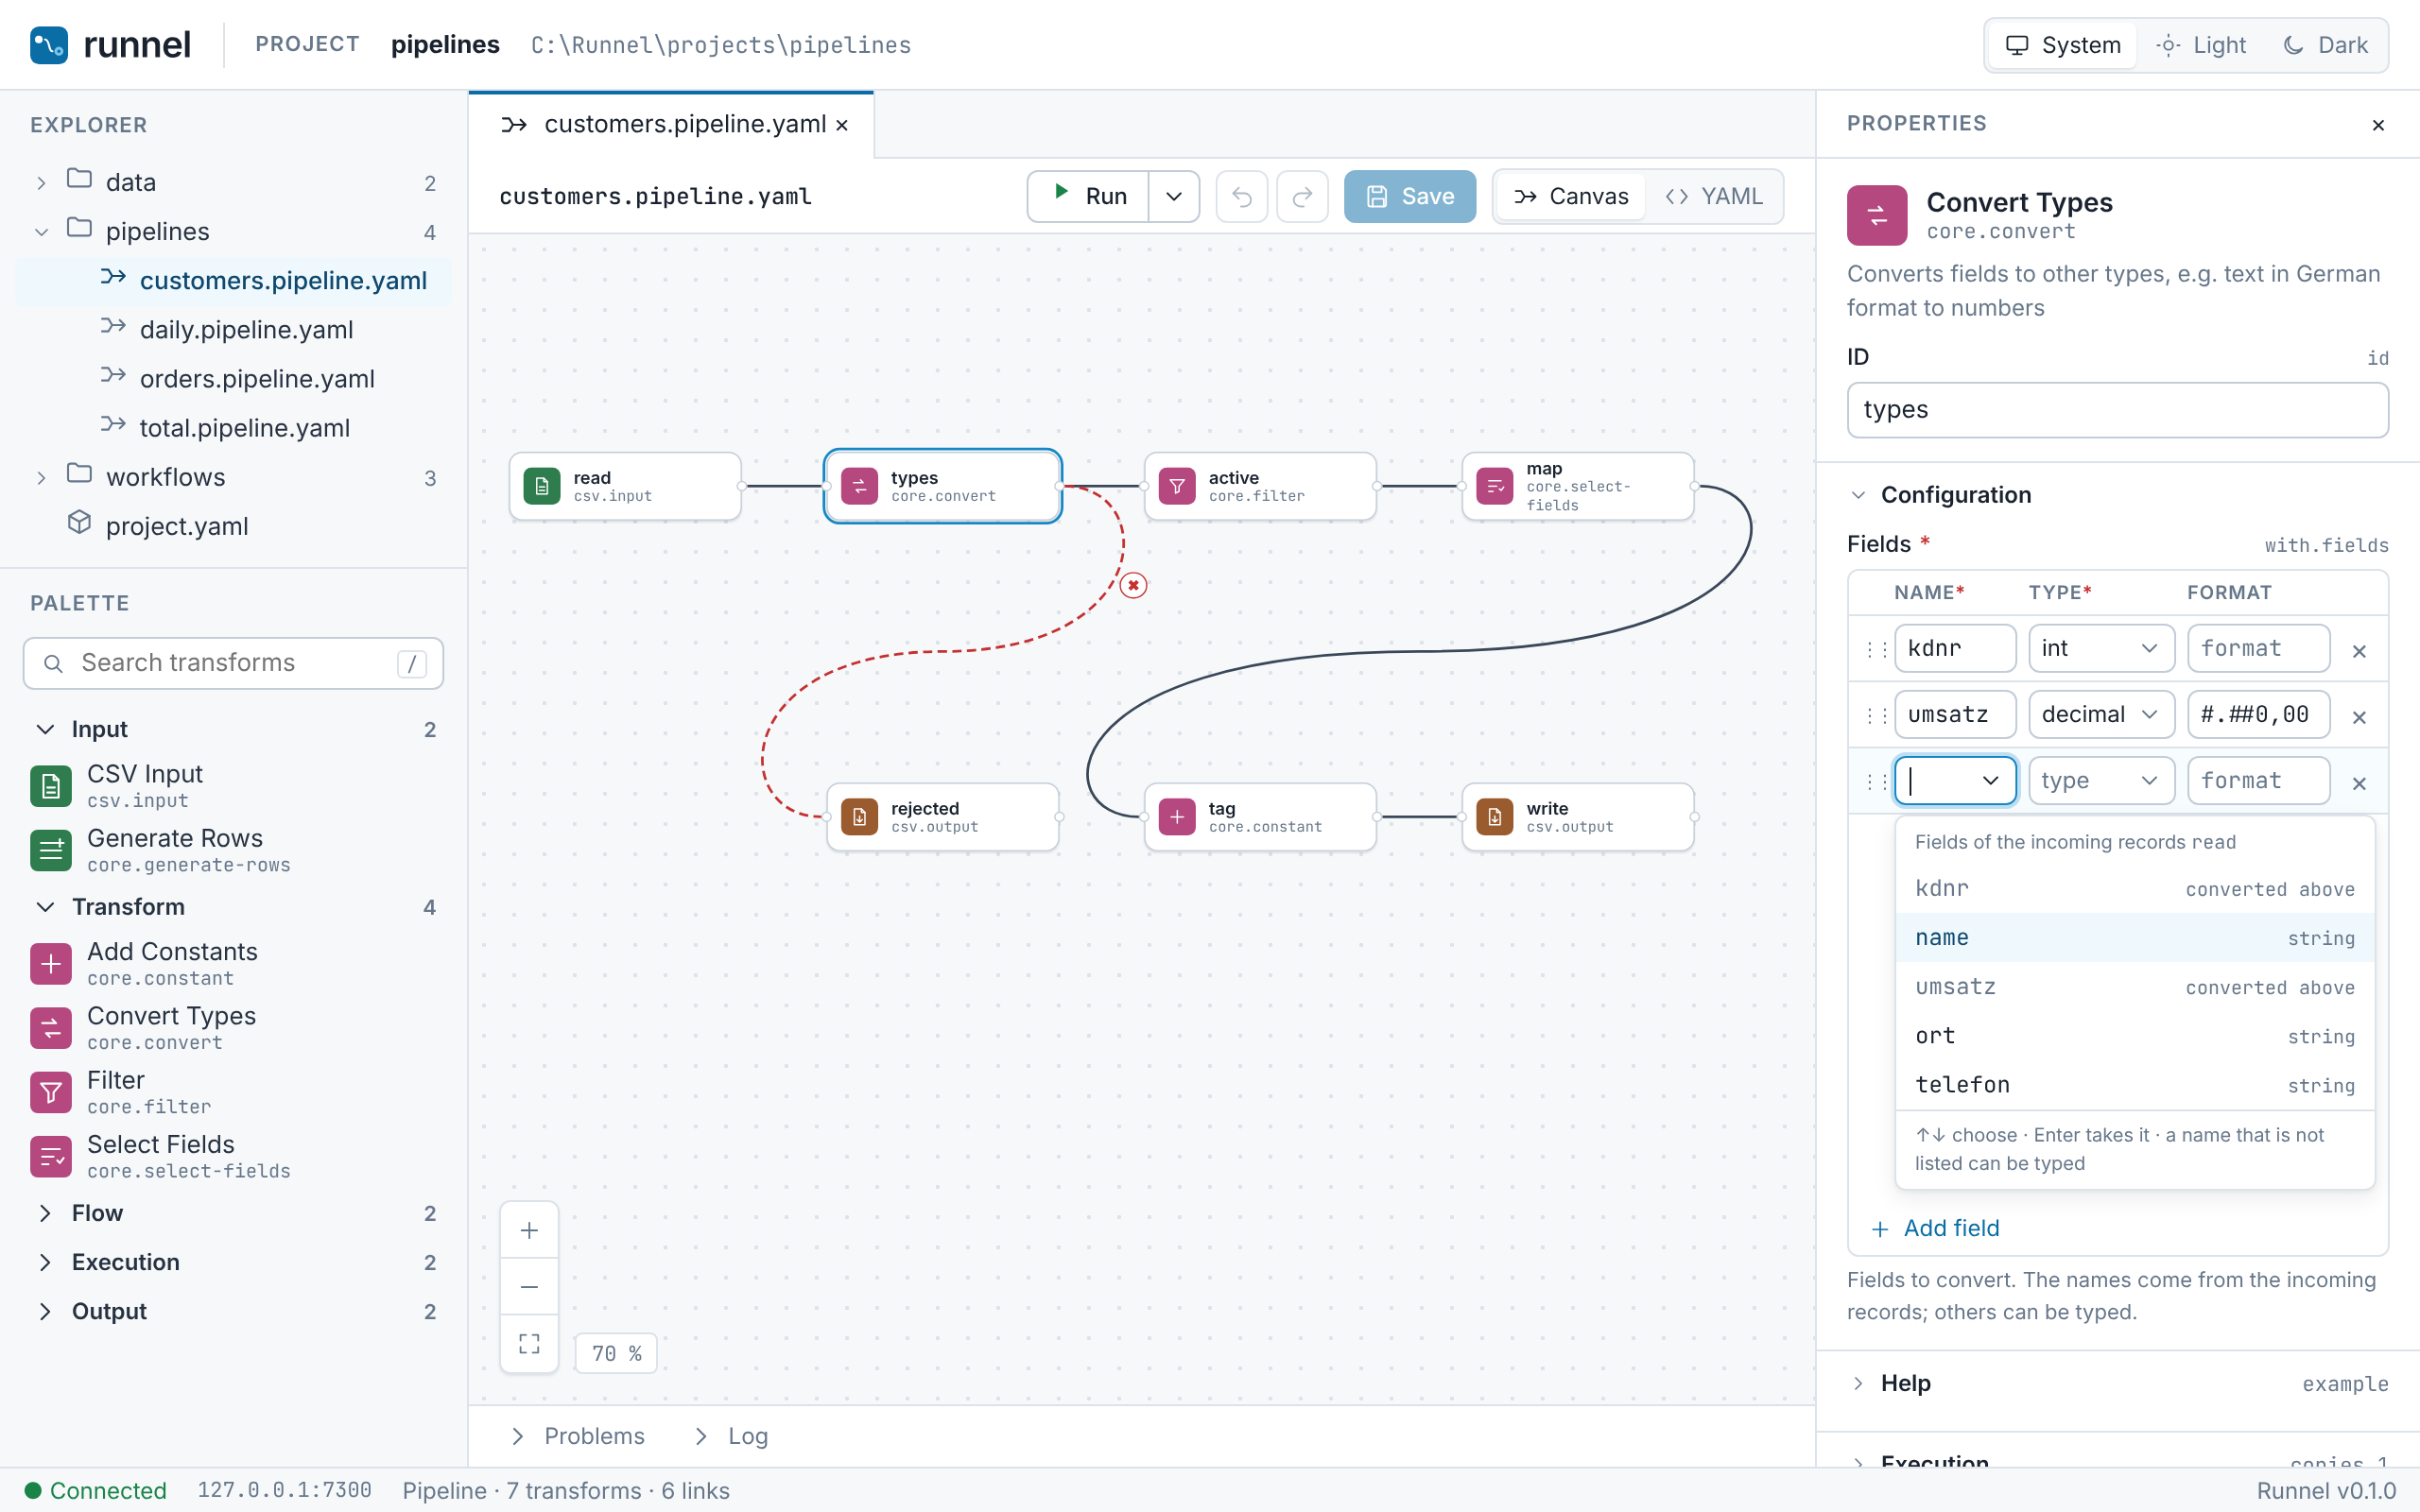 runnel
PROJECT pipelines C:\Runnel\projects\pipelines
System Light Dark
EXPLORER
data 2
pipelines 4
customers.pipeline.yaml
daily.pipeline.yaml
orders.pipeline.yaml
total.pipeline.yaml
workflows 3
project.yaml
PALETTE
Search transforms /
Input 2
CSV Input
csv.input
Generate Rows
core.generate-rows
Transform 4
Add Constants
core.constant
Convert Types
core.convert
Filter
core.filter
Select Fields
core.select-fields
Flow 2
Execution 2
Output 2
customers.pipeline.yaml ×
customers.pipeline.yaml
Run
Save
Canvas
YAML
read
csv.input
types
core.convert
active
core.filter
map
core.select-
fields
rejected
csv.output
tag
core.constant
write
csv.output
70 %
Problems
Log
PROPERTIES
Convert Types
core.convert
Converts fields to other types, e.g. text in German
format to numbers
ID id
types
Configuration
Fields * with.fields
NAME* TYPE* FORMAT
kdnr int format
umsatz decimal #.##0,00
type format
Fields of the incoming records read
kdnr converted above
name string
umsatz converted above
ort string
telefon string
↑↓ choose · Enter takes it · a name that is not
listed can be typed
+ Add field
Fields to convert. The names come from the incoming
records; others can be typed.
Help example
Execution copies 1
Connected 127.0.0.1:7300 Pipeline · 7 transforms · 6 links
Runnel v0.1.0